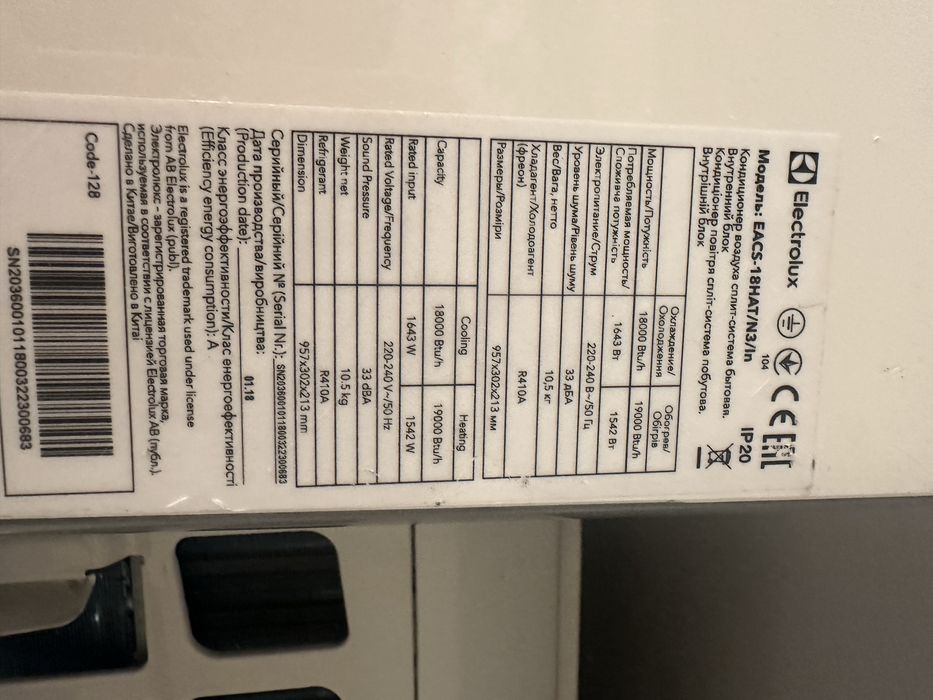 Electrolux
Модель: EACS-18HAT/N3/In
104
IP20
Кондиционер воздуха сплит-система бытовая.
Внутренний блок
Кондиціонер повітря спліт-система побутова.
Внутрішній блок
Охлаждение/Охолодження Обогрев/Обігрів
Мощность/Потужність 18000 Btu/h 19000 Btu/h
Потребляемая мощность/Споживча потужність 1643 Вт 1542 Вт
Электропитание/Струм 220-240 В~/50 Гц
Уровень шума/Рівень шуму 33 дБА
Вес/Вага, нетто 10,5 кг
Хладагент/Холодоагент (фреон) R410A
Размеры/Розміри 957x302x213 мм
Cooling Heating
Capacity 18000 Btu/h 19000 Btu/h
Rated input 1643 W 1542 W
Rated Voltage/Frequency 220-240 V~/50 Hz
Sound Pressure 33 dBA
Weight net 10.5 kg
Refrigerant R410A
Dimension 957x302x213 mm
Серийный/Серійний № (Serial Nr.): SN2036001011800322300683
Дата производства/виробництва:
(Production date): 01.18
Класс энергоэффективности/Клас енергоефективності
(Efficiency energy consumption): A
Electrolux is a registered trademark used under license
from AB Electrolux (publ).
Электролюкс - зарегистрированная торговая марка,
используемая в соответствии с лицензией Electrolux AB (публ.).
Сделано в Китае/Виготовлено в Китаї
Code-128
SN2036001011800322300683